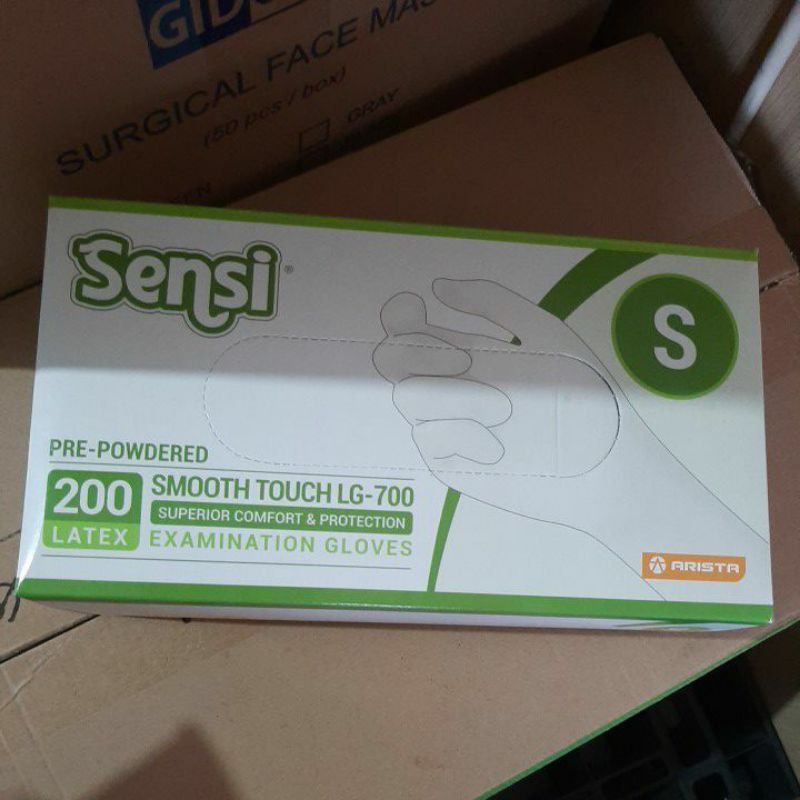 SURGICAL FACE
(50 pcs / box)
GRAY
Sensi®
S
PRE-POWDERED
200
LATEX
SMOOTH TOUCH LG-700
SUPERIOR COMFORT & PROTECTION
EXAMINATION GLOVES
ARISTA